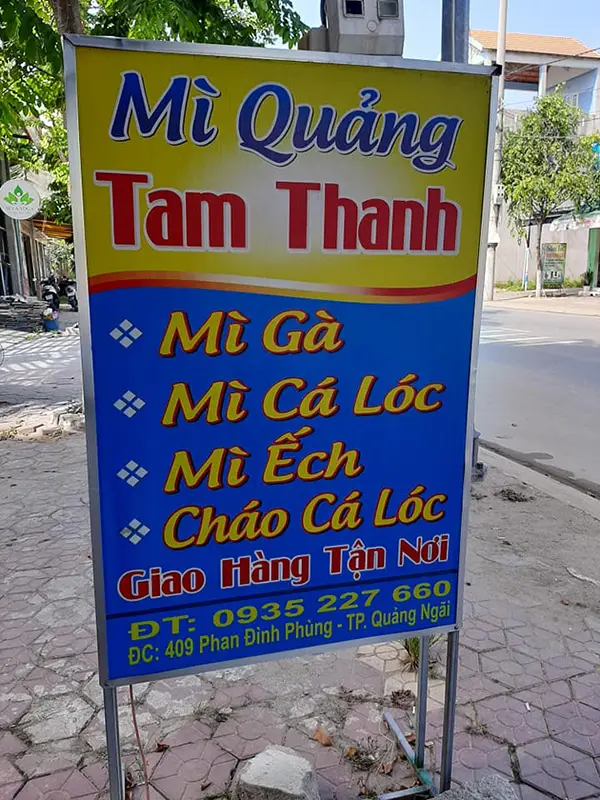 Mì Quảng
Tam Thanh
Mì Gà
Mì Cá Lóc
Mì Ếch
Cháo Cá Lóc
Giao Hàng Tận Nơi
ĐT: 0935 227 660
ĐC: 409 Phan Đình Phùng - TP. Quảng Ngãi